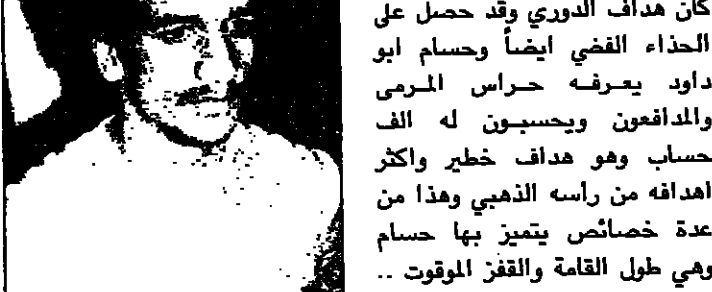 كان هداف الدوري وقد حصل على
الحذاء الفضي ايضاً وحسام ابو
داود يعرفه حراس المرمى
والمدافعون ويحسبون له الف
حساب وهو هداف خطير واكثر
اهدافه من رأسه الذهبي وهذا من
عدة خصائص يتميز بها حسام
وهي طول القامة والقفز الموقوت ..